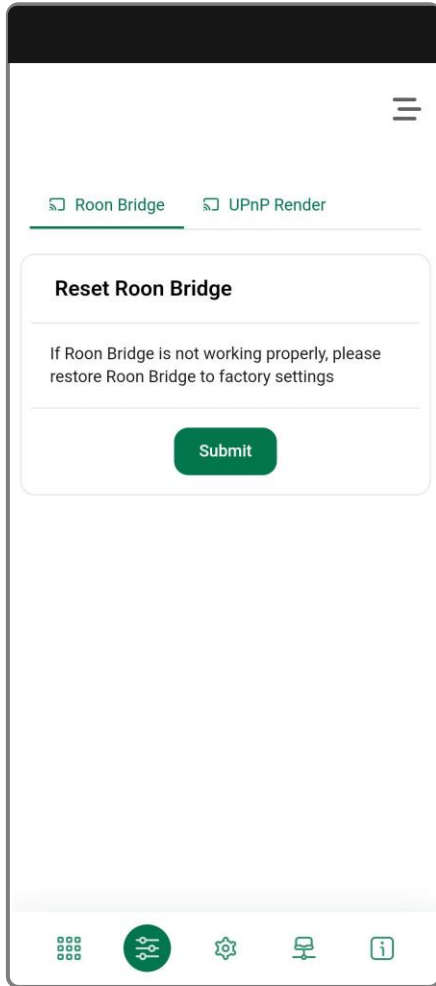 Roon Bridge UPnP Render
Reset Roon Bridge
If Roon Bridge is not working properly, please
restore Roon Bridge to factory settings
Submit